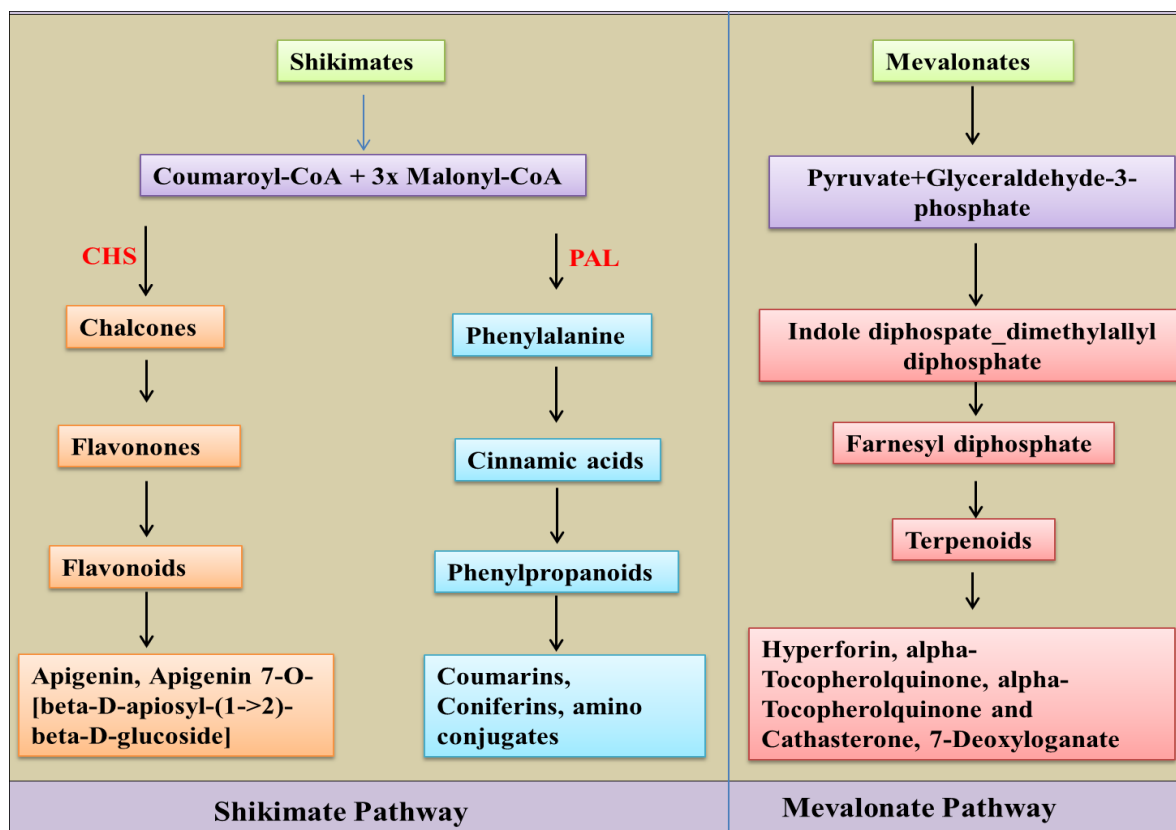 Shikimates
Coumaroyl-CoA + 3x Malonyl-CoA
CHS
PAL
Chalcones
Phenylalanine
Flavonones
Cinnamic acids
Flavonoids
Phenylpropanoids
Apigenin, Apigenin 7-O-
[beta-D-apiosyl-(1->2)-
beta-D-glucoside]
Coumarins,
Coniferins, amino
conjugates
Shikimate Pathway
Mevalonates
Pyruvate+Glyceraldehyde-3-
phosphate
Indole diphospate_dimethylallyl
diphosphate
Farnesyl diphosphate
Terpenoids
Hyperforin, alpha-
Tocopherolquinone, alpha-
Tocopherolquinone and
Cathasterone, 7-Deoxyloganate
Mevalonate Pathway